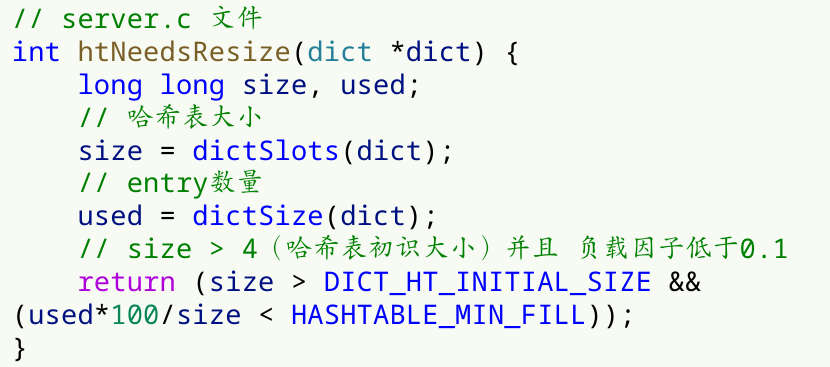 // server.c 文件
int htNeedsResize(dict *dict) {
    long long size, used;
    // 哈希表大小
    size = dictSlots(dict);
    // entry数量
    used = dictSize(dict);
    // size > 4（哈希表初识大小）并且 负载因子低于0.1
    return (size > DICT_HT_INITIAL_SIZE &&
(used*100/size < HASHTABLE_MIN_FILL));
}